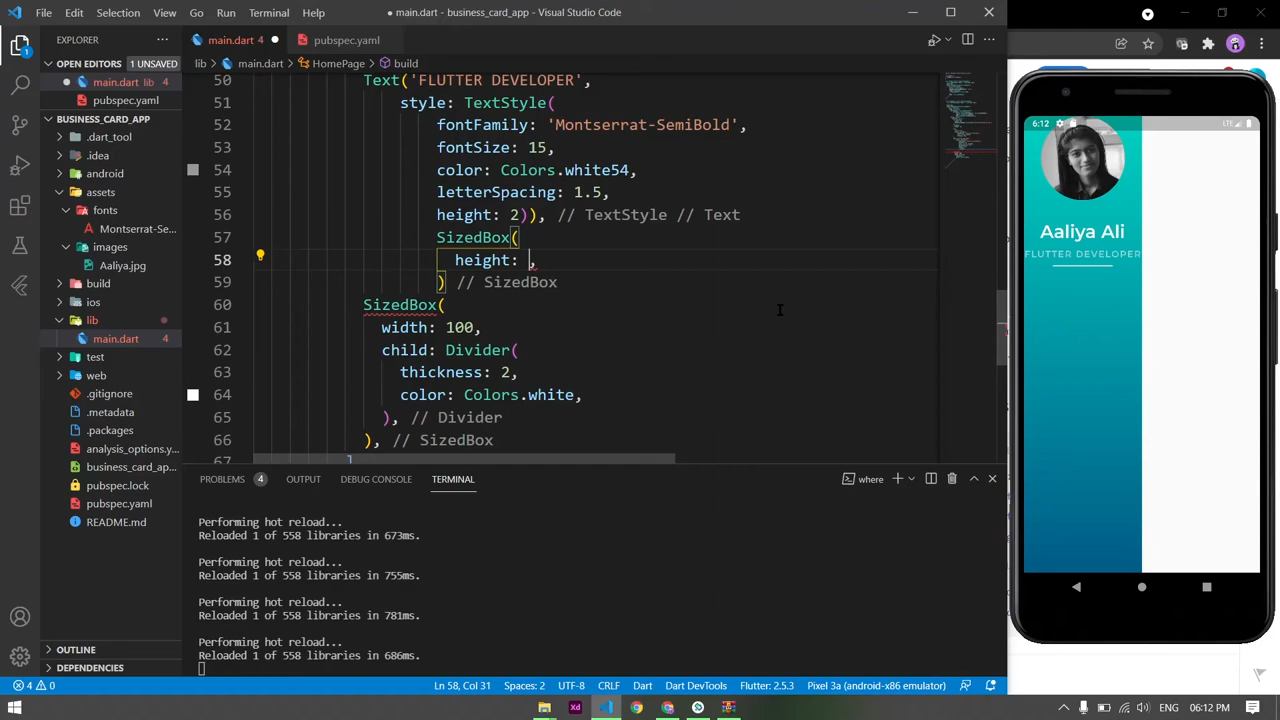 File Edit Selection View Go Run Terminal Help
● main.dart - business_card_app - Visual Studio Code
EXPLORER
main.dart 4 ●
pubspec.yaml
OPEN EDITORS 1 UNSAVED
● main.dart lib 4
pubspec.yaml
lib > main.dart > HomePage > build
BUSINESS_CARD_APP
.dart_tool
.idea
android
assets
fonts
Montserrat-Se...
images
Aaliya.jpg
build
ios
lib
main.dart 4
test
web
.gitignore
.metadata
.packages
analysis_options.y...
business_card_ap...
pubspec.lock
pubspec.yaml
README.md
OUTLINE
DEPENDENCIES
50 Text('FLUTTER DEVELOPER',
51 style: TextStyle(
52 fontFamily: 'Montserrat-SemiBold',
53 fontSize: 15,
54 color: Colors.white54,
55 letterSpacing: 1.5,
56 height: 2)), // TextStyle // Text
57 SizedBox(
58 height: ,
59 ) // SizedBox
60 SizedBox(
61 width: 100,
62 child: Divider(
63 thickness: 2,
64 color: Colors.white,
65 ), // Divider
66 ), // SizedBox
67 ]
PROBLEMS 4 OUTPUT DEBUG CONSOLE TERMINAL
where
Performing hot reload...
Reloaded 1 of 558 libraries in 673ms.
Performing hot reload...
Reloaded 1 of 558 libraries in 755ms.
Performing hot reload...
Reloaded 1 of 558 libraries in 781ms.
Performing hot reload...
Reloaded 1 of 558 libraries in 686ms.
4 0
Ln 58, Col 31 Spaces: 2 UTF-8 CRLF Dart Dart DevTools Flutter: 2.5.3 Pixel 3a (android-x86 emulator)
6:12
LTE
Aaliya Ali
FLUTTER DEVELOPER
1
Xd
ENG 06:12 PM